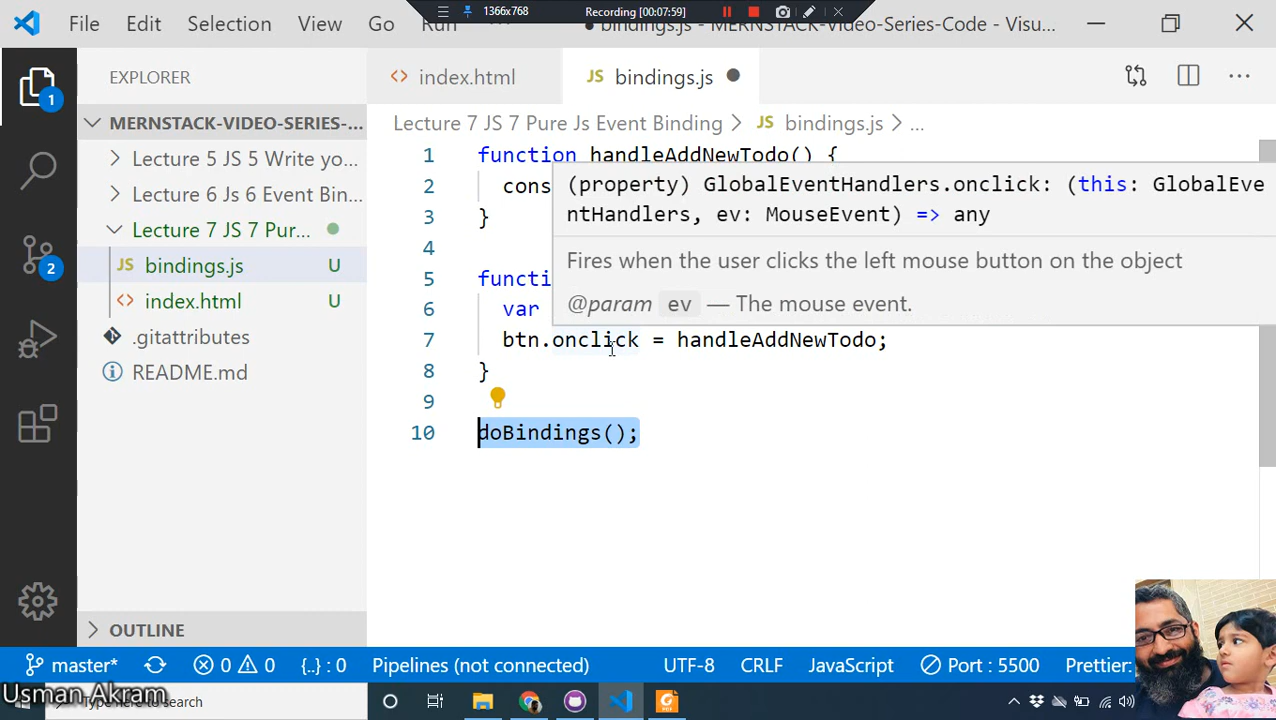 1366x768 Recording [00:07:59]
File Edit Selection View Go Run bindings.js - MERNSTACK-Video-Series-Code - Visu...
EXPLORER
MERNSTACK-VIDEO-SERIES-...
Lecture 5 JS 5 Write yo...
Lecture 6 Js 6 Event Bin...
Lecture 7 JS 7 Pur...
JS bindings.js U
index.html U
.gitattributes
README.md
OUTLINE
1
2
index.html JS bindings.js
Lecture 7 JS 7 Pure Js Event Binding > JS bindings.js > ...
1 function handleAddNewTodo() {
2 cons
3 }
4
5 functi
6 var
7 btn.onclick = handleAddNewTodo;
8 }
9
10 doBindings();
(property) GlobalEventHandlers.onclick: (this: GlobalEve
ntHandlers, ev: MouseEvent) => any
Fires when the user clicks the left mouse button on the object
@param ev — The mouse event.
master* 0 0 {..} : 0 Pipelines (not connected) UTF-8 CRLF JavaScript Port : 5500 Prettier:
Usman Akram
Type here to search